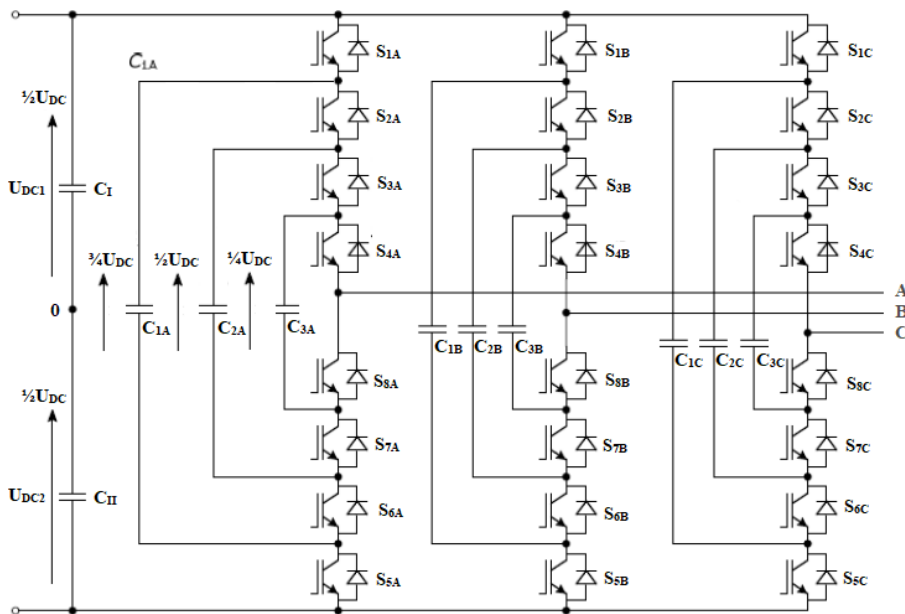 S1A
S1B
S1C
C1A
½UDC
S2A
S2B
S2C
UDC1
CI
S3A
S3B
S3C
S4A
S4B
S4C
¾UDC
½UDC
¼UDC
0
A
B
C
C1A
C2A
C3A
C1B
C2B
C3B
C1C
C2C
C3C
S8A
S8B
S8C
½UDC
S7A
S7B
S7C
UDC2
CII
S6A
S6B
S6C
S5A
S5B
S5C